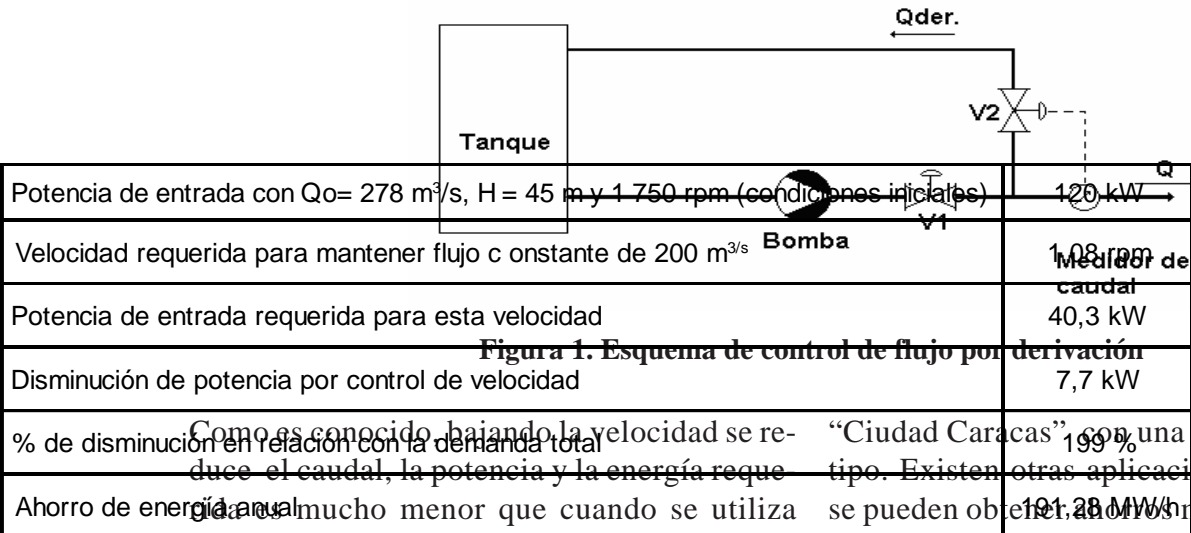 Qder.
V2
Tanque
Q
Potencia de entrada con Qo= 278 m³/s, H = 45 m y 1 750 rpm (condiciones iniciales) 120 kW
V1
Bomba
Velocidad requerida para mantener flujo c onstante de 200 m3/s 1,08 rpm
Medidor de
caudal
Potencia de entrada requerida para esta velocidad 40,3 kW
Figura 1. Esquema de control de flujo por derivación
Disminución de potencia por control de velocidad 7,7 kW
Como es conocido, bajando la velocidad se re-
“Ciudad Caracas”, con una
% de disminución en relación con la demanda total 199 %
duce el caudal, la potencia y la energía reque-
tipo. Existen otras aplicaci
Ahorro de energía anual 191,28 MW/h
rida es mucho menor que cuando se utiliza
se pueden obtener ahorros